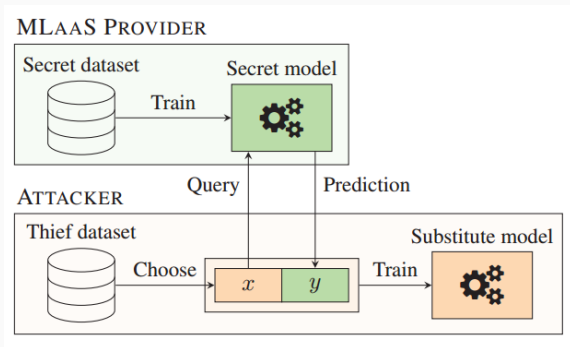 MLAAS PROVIDER
Secret dataset
Secret model
Train
Query
Prediction
ATTACKER
Thief dataset
Substitute model
Choose
x
y
Train